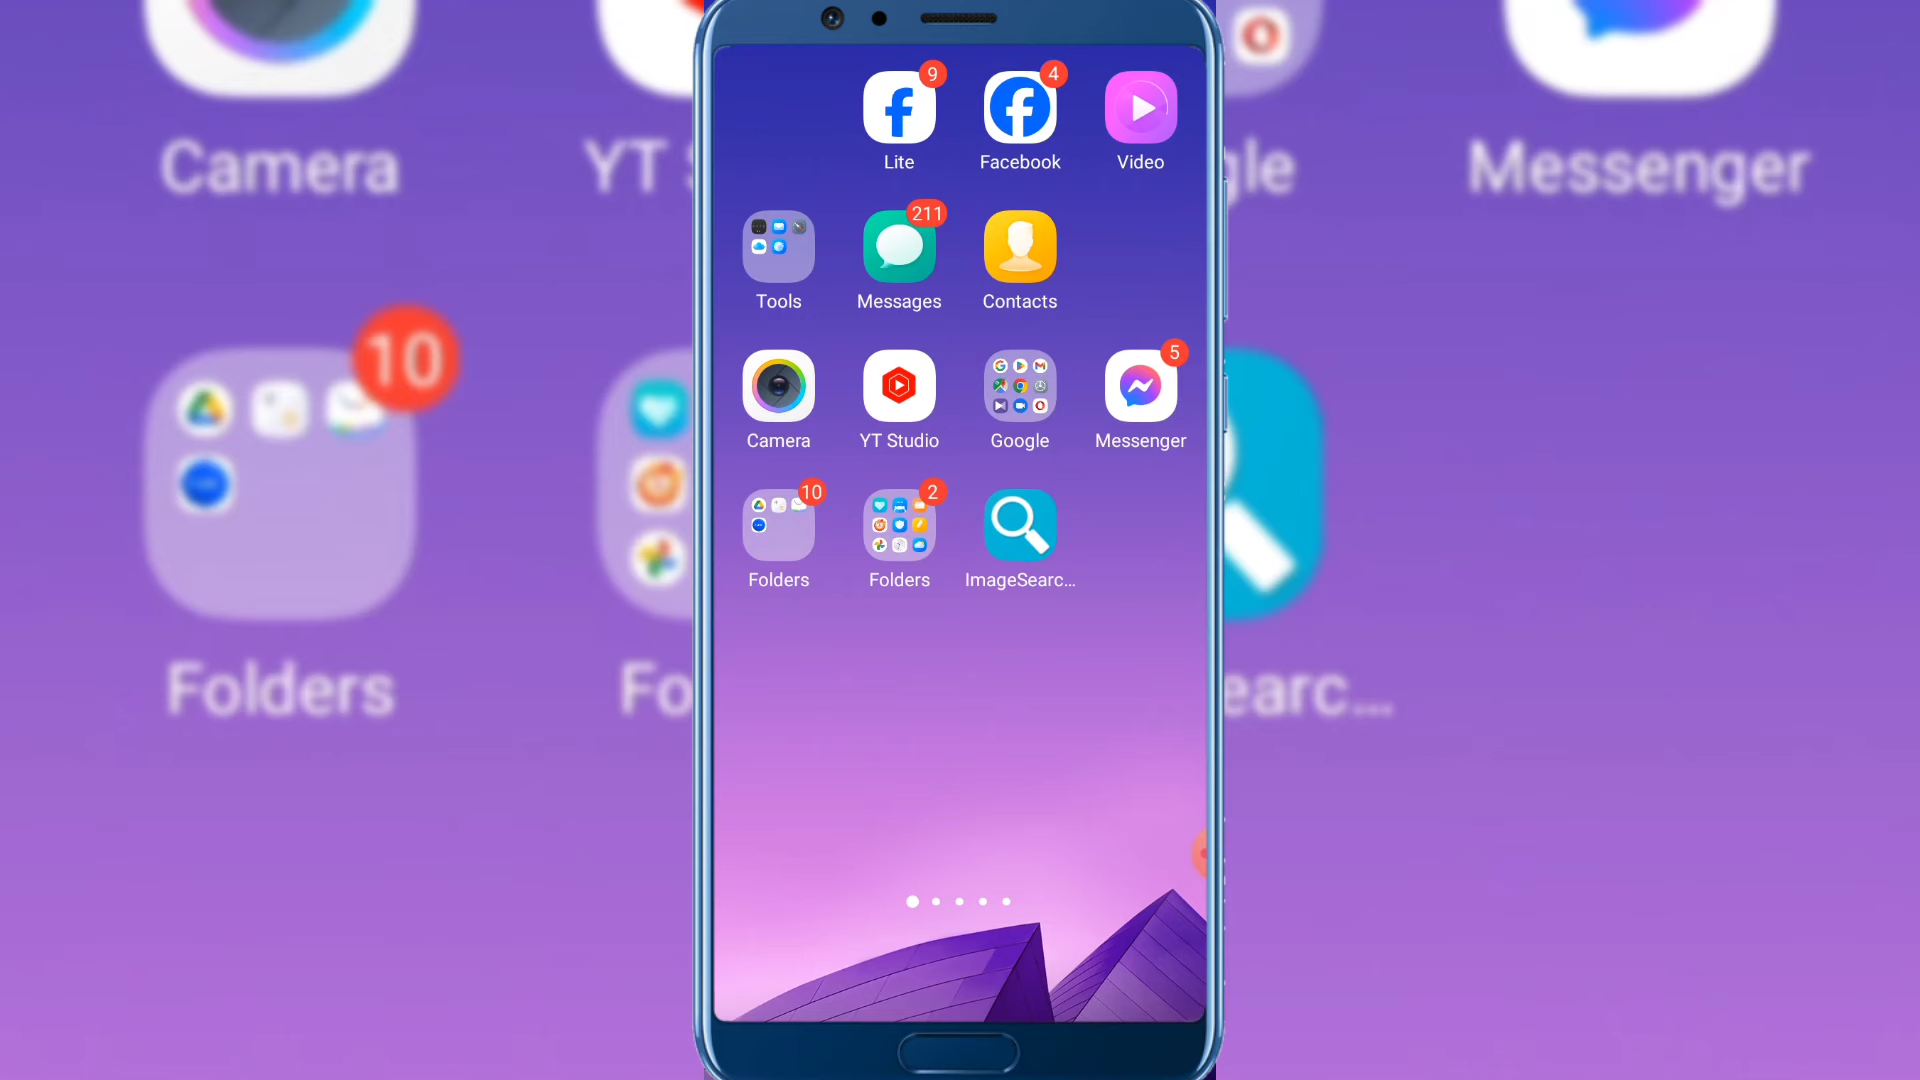 9
4
Lite
Facebook
Video
211
Tools
Messages
Contacts
5
Camera
YT Studio
Google
Messenger
10
2
Folders
Folders
ImageSearc...
Camera
YT S
gle
Messenger
10
Folders
Fo
earc...